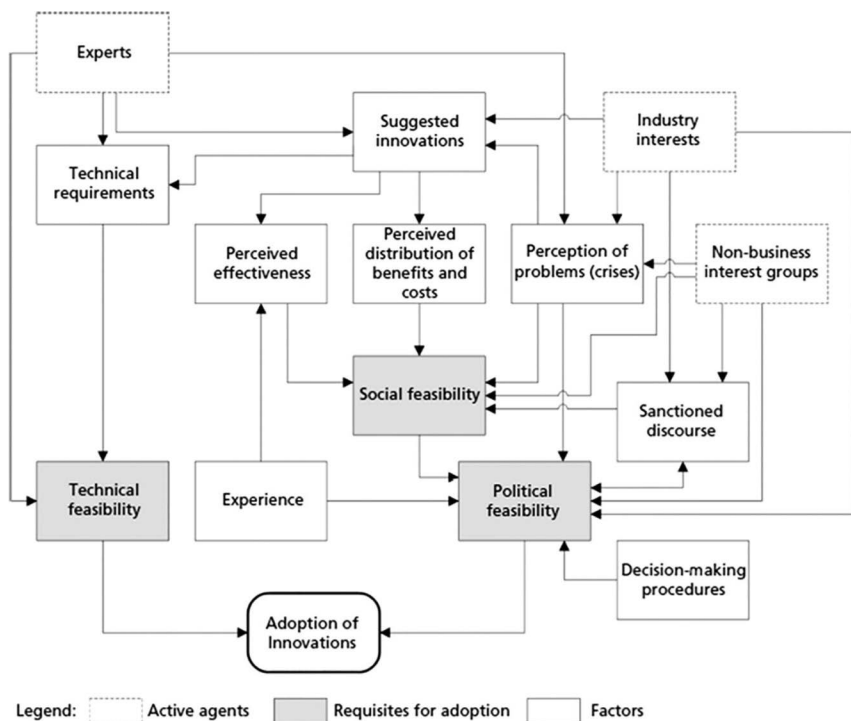 Experts
Suggested
innovations
Industry
interests
Technical
requirements
Perceived
effectiveness
Perceived
distribution of
benefits and
costs
Perception of
problems (crises)
Non-business
interest groups
Social feasibility
Sanctioned
discourse
Technical
feasibility
Experience
Political
feasibility
Decision-making
procedures
Adoption of
Innovations
Legend: Active agents Requisites for adoption Factors